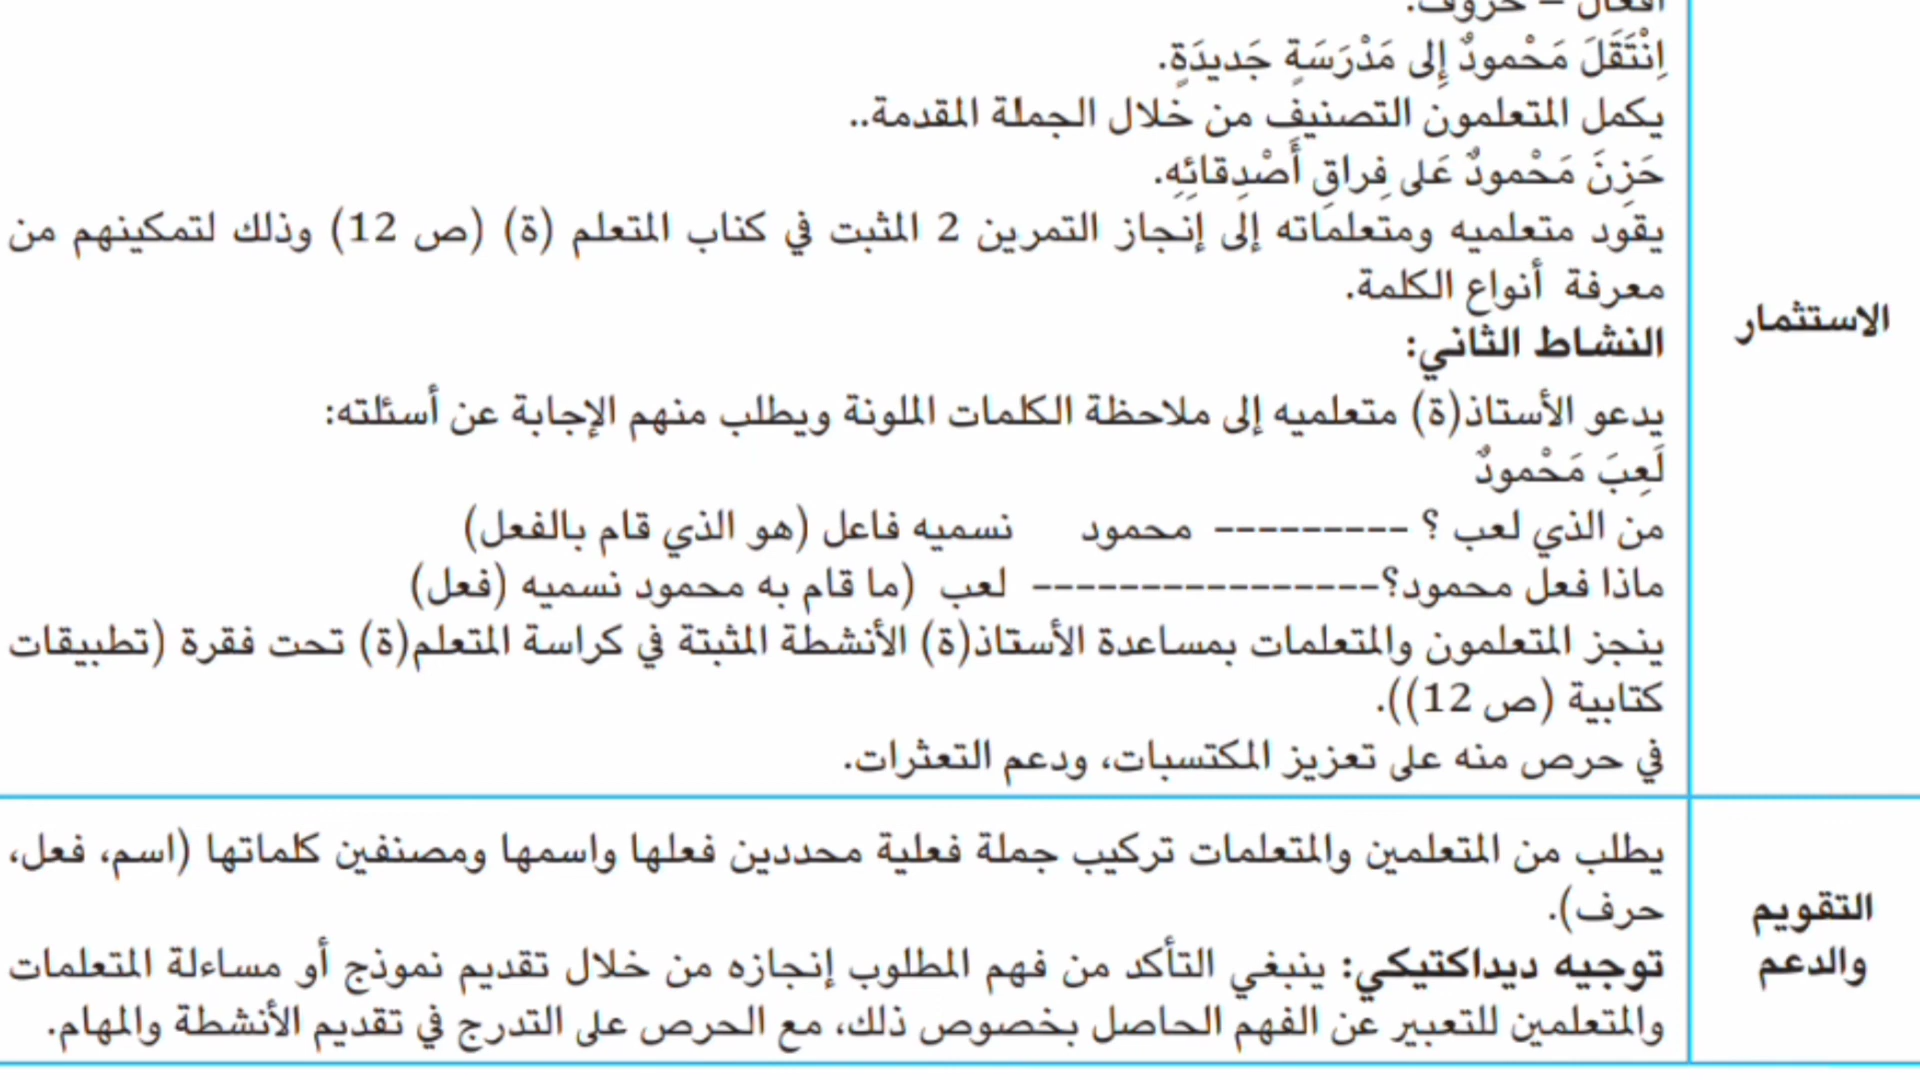 أفعال – حروف.
اِنْتَقَلَ مَحْمودٌ إِلى مَدْرَسَةٍ جَديدَةٍ.
يكمل المتعلمون التصنيف من خلال الجملة المقدمة..
حَزِنَ مَحْمودٌ عَلى فِراقِ أَصْدِقائِهِ.
يقود متعلميه ومتعلماته إلى إنجاز التمرين 2 المثبت في كتاب المتعلم (ة) (ص 12) وذلك لتمكينهم من
معرفة أنواع الكلمة.
الاستثمار
النشاط الثاني:
يدعو الأستاذ(ة) متعلميه إلى ملاحظة الكلمات الملونة ويطلب منهم الإجابة عن أسئلته:
لَعِبَ مَحْمودٌ
من الذي لعب ؟ --------- محمود نسميه فاعل (هو الذي قام بالفعل)
ماذا فعل محمود؟---------------- لعب (ما قام به محمود نسميه (فعل)
ينجز المتعلمون والمتعلمات بمساعدة الأستاذ(ة) الأنشطة المثبتة في كراسة المتعلم(ة) تحت فقرة (تطبيقات
كتابية (ص 12)).
في حرص منه على تعزيز المكتسبات، ودعم التعثرات.
يطلب من المتعلمين والمتعلمات تركيب جملة فعلية محددين فعلها واسمها ومصنفين كلماتها (اسم، فعل،
حرف).
التقويم
والدعم
توجيه ديداكتيكي: ينبغي التأكد من فهم المطلوب إنجازه من خلال تقديم نموذج أو مساءلة المتعلمات
والمتعلمين للتعبير عن الفهم الحاصل بخصوص ذلك، مع الحرص على التدرج في تقديم الأنشطة والمهام.